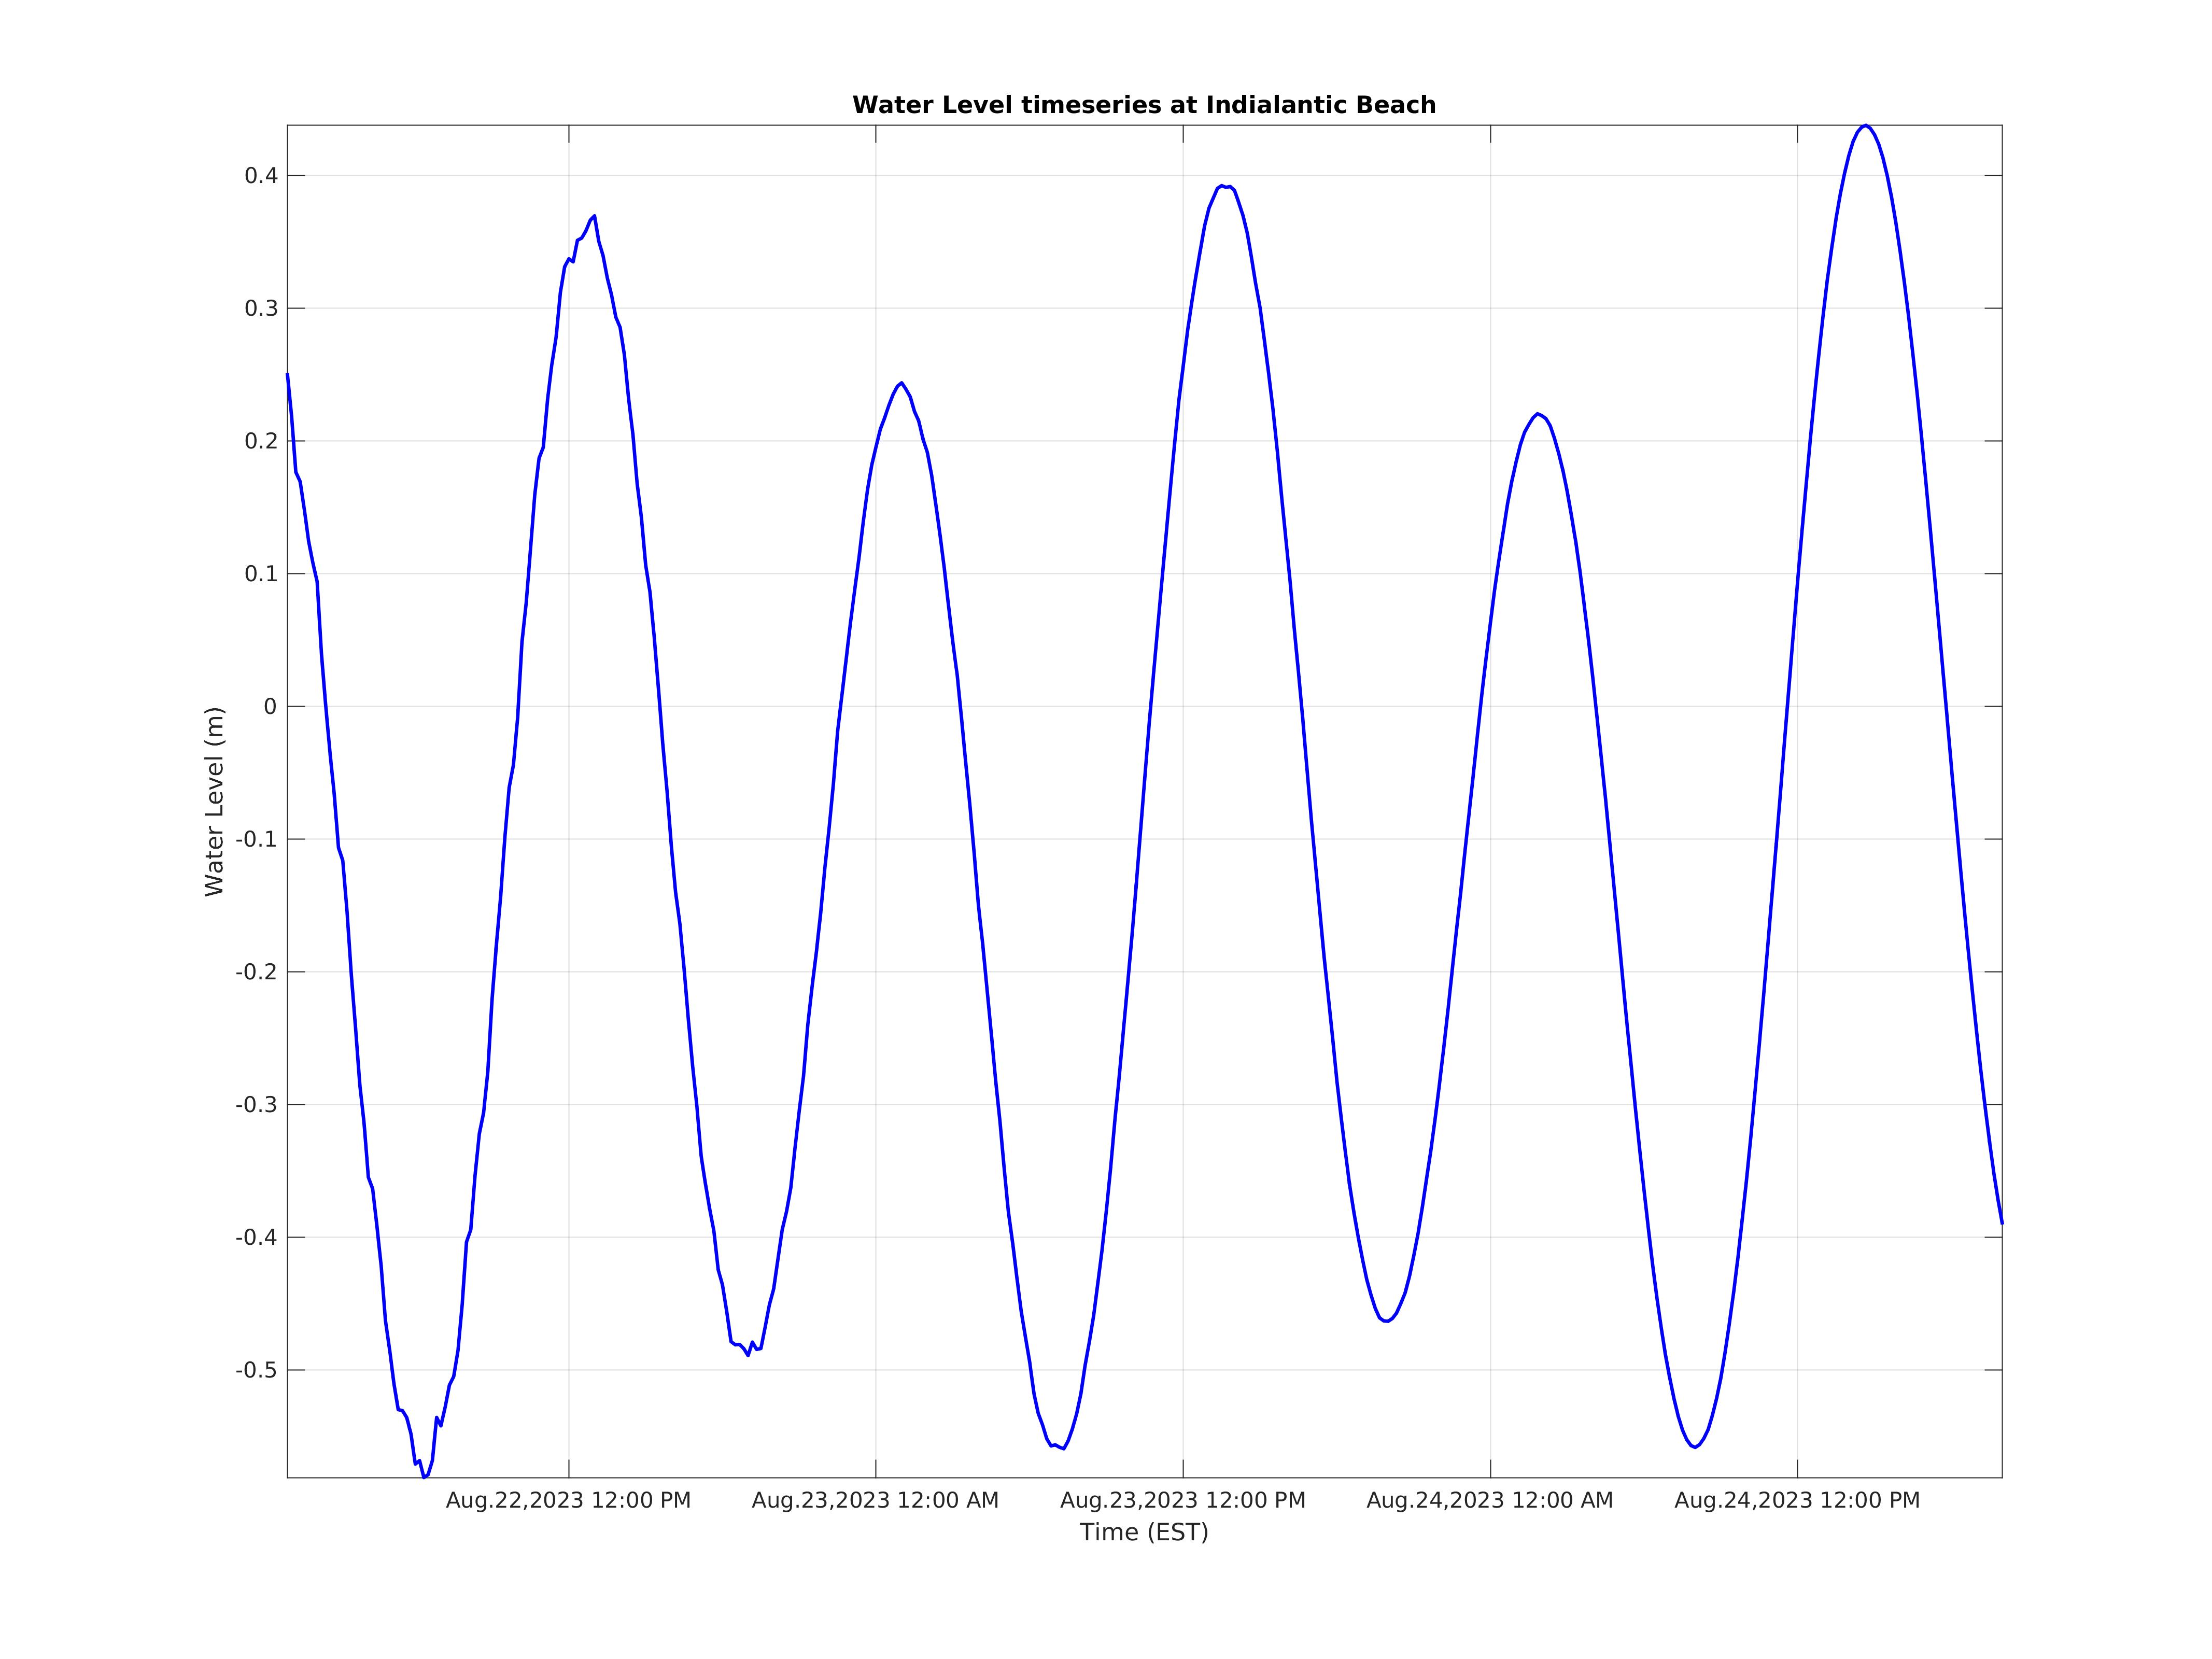 Water Level timeseries at Indialantic Beach
0.4
0.3
0.2
0.1
0
-0.1
-0.2
-0.3
-0.4
-0.5
Water Level (m)
Aug.22,2023 12:00 PM
Aug.23,2023 12:00 AM
Aug.23,2023 12:00 PM
Aug.24,2023 12:00 AM
Aug.24,2023 12:00 PM
Time (EST)